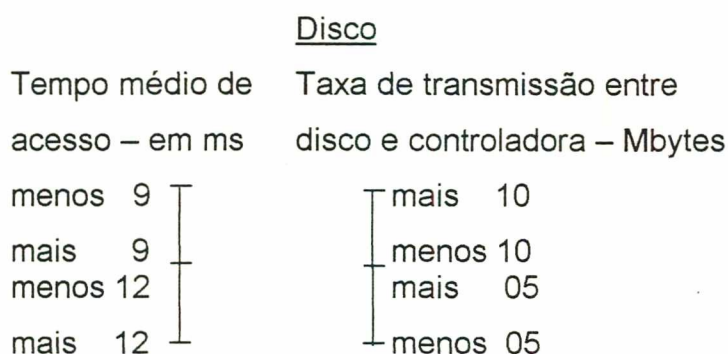 Disco
Tempo médio de Taxa de transmissão entre
acesso – em ms disco e controladora – Mbytes
menos 9 mais 10
mais 9 menos 10
menos 12 mais 05
mais 12 menos 05